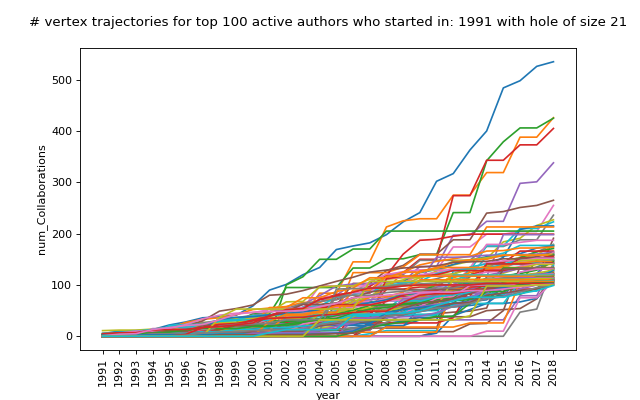 # vertex trajectories for top 100 active authors who started in: 1991 with hole of size 21
num_Collaborations
500
400
300
200
100
0
1991 1992 1993 1994 1995 1996 1997 1998 1999 2000 2001 2002 2003 2004 2005 2006 2007 2008 2009 2010 2011 2012 2013 2014 2015 2016 2017 2018
year